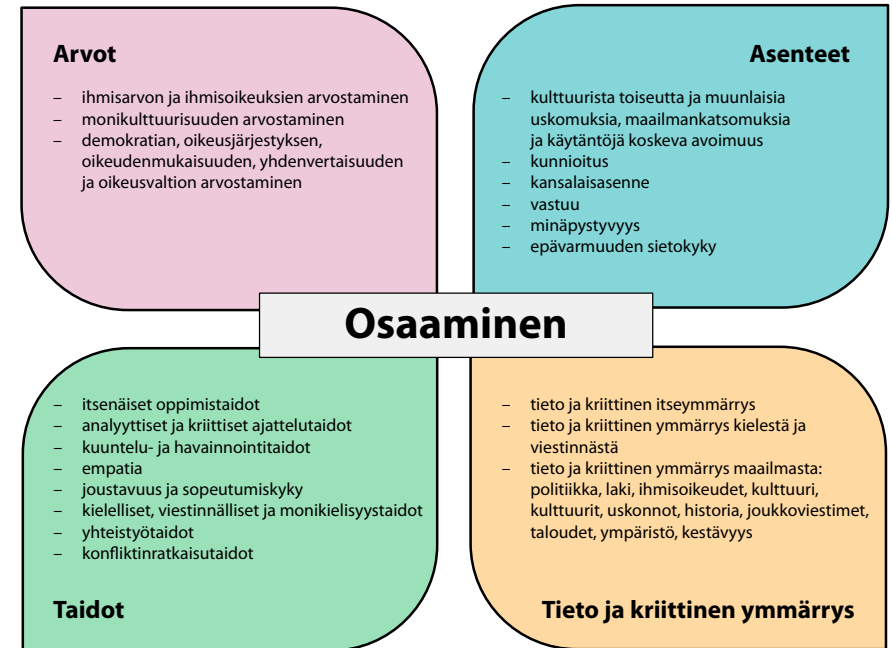 Arvot
– ihmisarvon ja ihmisoikeuksien arvostaminen
– monikulttuurisuuden arvostaminen
– demokratian, oikeusjärjestyksen,
oikeudenmukaisuuden, yhdenvertaisuuden
ja oikeusvaltion arvostaminen
Asenteet
– kulttuurista toiseutta ja muunlaisia
uskomuksia, maailmankatsomuksia
ja käytäntöjä koskeva avoimuus
– kunnioitus
– kansalaisasenne
– vastuu
– minäpystyvyys
– epävarmuuden sietokyky
Osaaminen
– itsenäiset oppimistaidot
– analyyttiset ja kriittiset ajattelutaidot
– kuuntelu- ja havainnointitaidot
– empatia
– joustavuus ja sopeutumiskyky
– kielelliset, viestinnälliset ja monikielisyystaidot
– yhteistyötaidot
– konfliktinratkaisutaidot
Taidot
– tieto ja kriittinen itseymmärrys
– tieto ja kriittinen ymmärrys kielestä ja
viestinnästä
– tieto ja kriittinen ymmärrys maailmasta:
politiikka, laki, ihmisoikeudet, kulttuuri,
kulttuurit, uskonnot, historia, joukkoviestimet,
taloudet, ympäristö, kestävyys
Tieto ja kriittinen ymmärrys